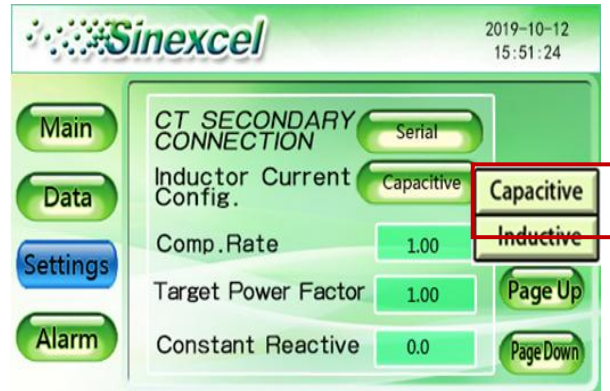 Sinexcel
2019-10-12
15:51:24
Main
Data
Settings
Alarm
CT SECONDARY
CONNECTION
Serial
Inductor Current
Config.
Capacitive
Capacitive
Inductive
Comp.Rate
1.00
Target Power Factor
1.00
Page Up
Constant Reactive
0.0
Page Down